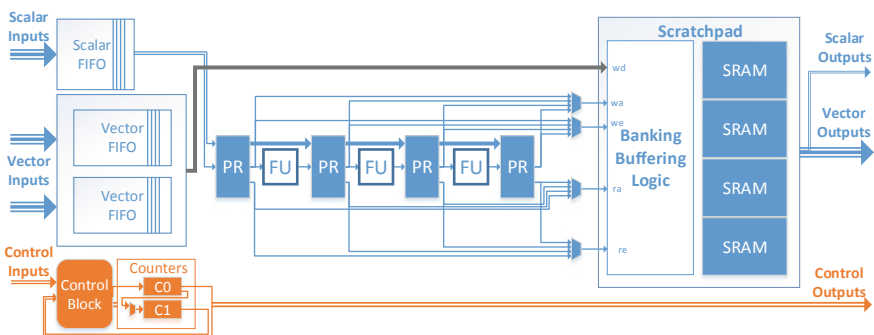 Scalar
Inputs
Scalar
FIFO
Vector
FIFO
Vector
Inputs
Vector
FIFO
Control
Inputs
Control
Block
Counters
C0
C1
PR
FU
PR
FU
PR
FU
PR
Scratchpad
wd
wa
we
Banking
Buffering
Logic
ra
re
SRAM
SRAM
SRAM
SRAM
Scalar
Outputs
Vector
Outputs
Control
Outputs